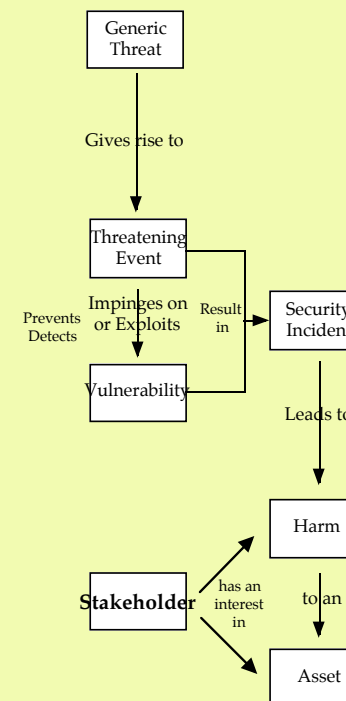 Generic
Threat
Gives rise to
Threatening
Event
Impinges on
or Exploits
Prevents
Detects
Result
in
Security
Inciden
Vulnerability
Leads to
Harm
has an
interest
in
Stakeholder
to an
Asset